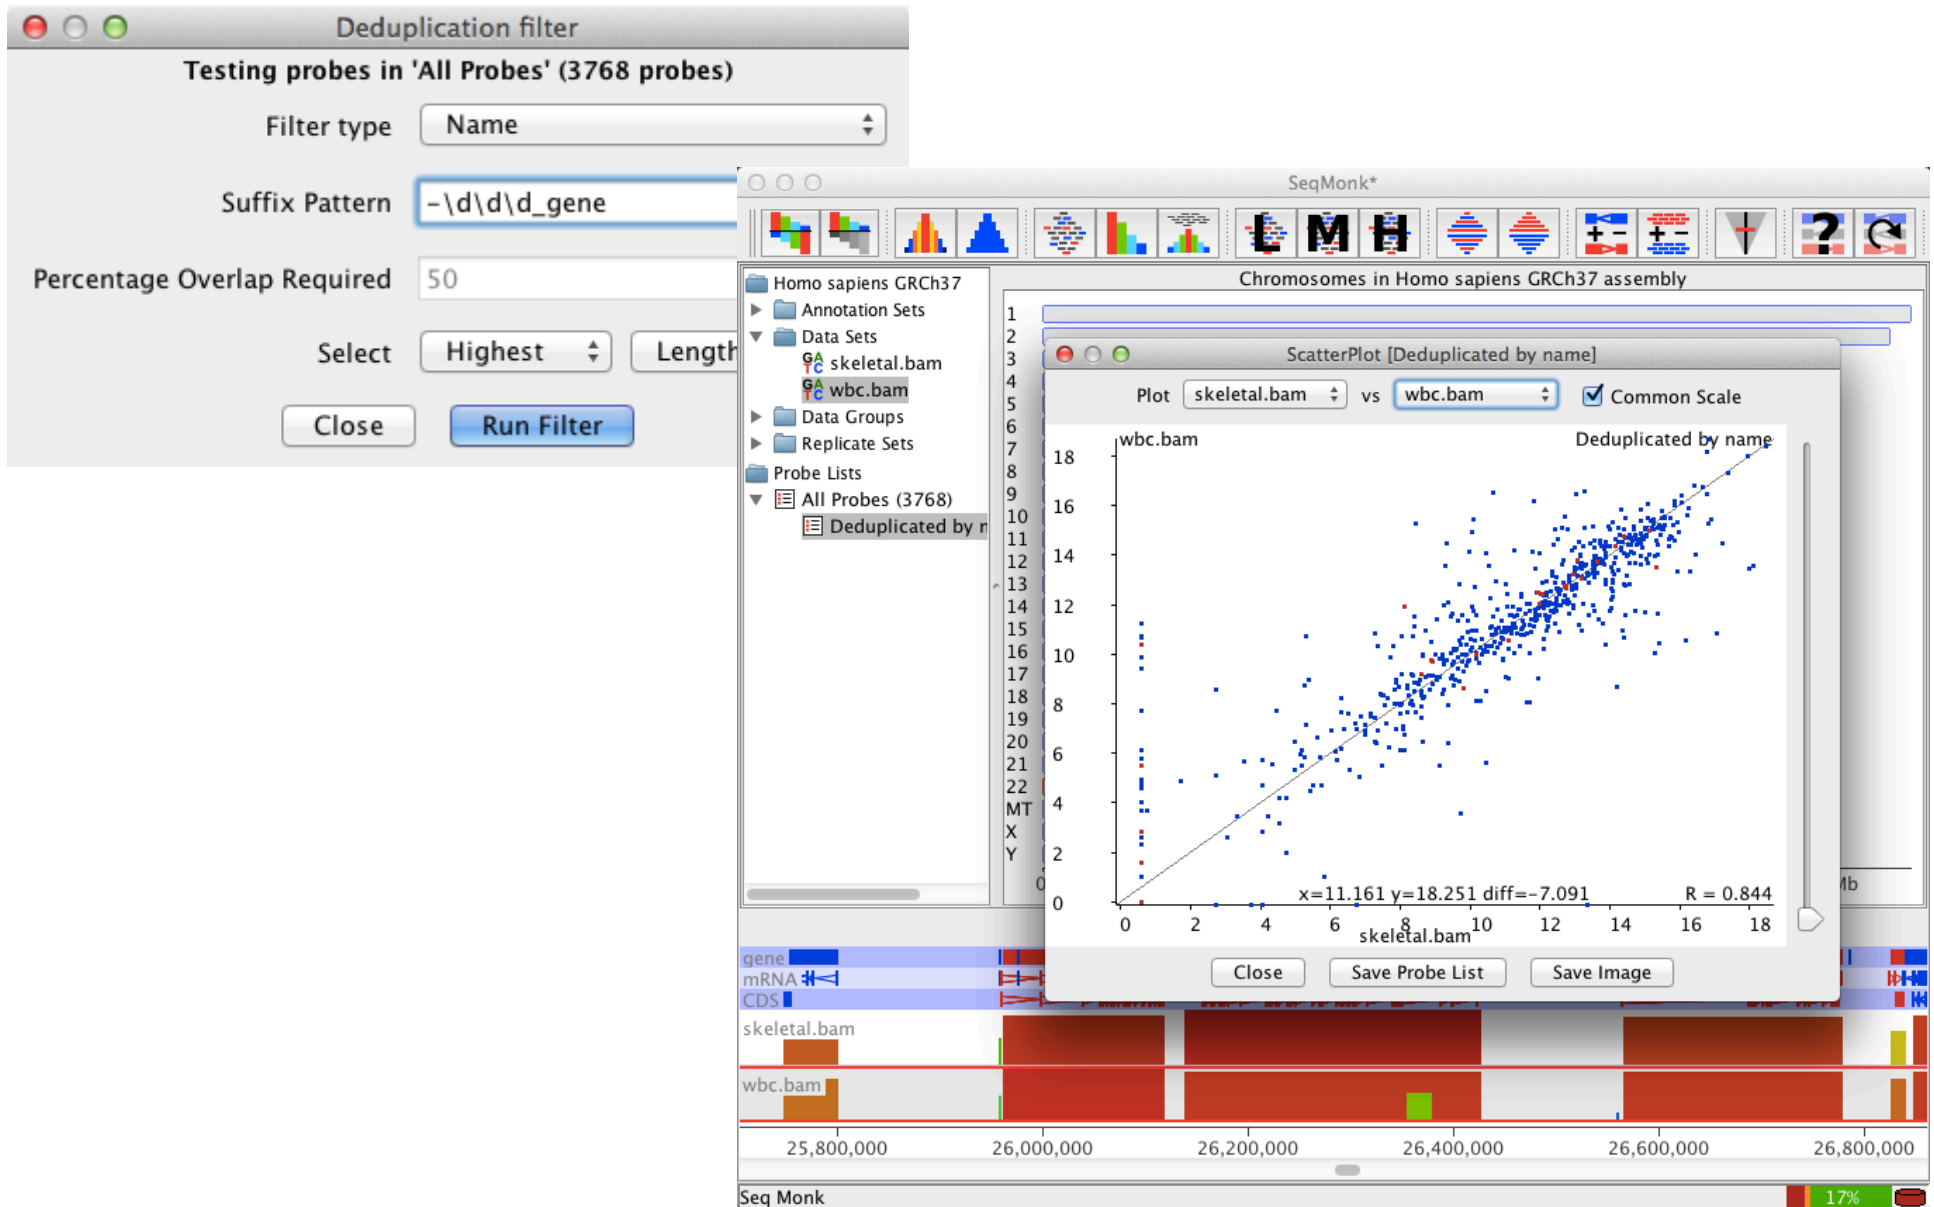 Deduplication filter
Testing probes in 'All Probes' (3768 probes)
Filter type Name
Suffix Pattern -\d\d\d_gene
Percentage Overlap Required 50
Select Highest Length
Close Run Filter
SeqMonk*
L M H + - + - ?
Homo sapiens GRCh37
Annotation Sets
Data Sets
skeletal.bam
wbc.bam
Data Groups
Replicate Sets
Probe Lists
All Probes (3768)
Deduplicated by n
Chromosomes in Homo sapiens GRCh37 assembly
1
2
3
4
5
6
7
8
9
10
11
12
13
14
15
16
17
18
19
20
21
22
MT
X
Y
0
Mb
ScatterPlot [Deduplicated by name]
Plot skeletal.bam vs wbc.bam Common Scale
wbc.bam Deduplicated by name
18
16
14
12
10
8
6
4
2
0
x=11.161 y=18.251 diff=-7.091 R = 0.844
0 2 4 6 8 10 12 14 16 18
skeletal.bam
Close Save Probe List Save Image
gene
mRNA
CDS
skeletal.bam
wbc.bam
25,800,000 26,000,000 26,200,000 26,400,000 26,600,000 26,800,000
Seq Monk 17%